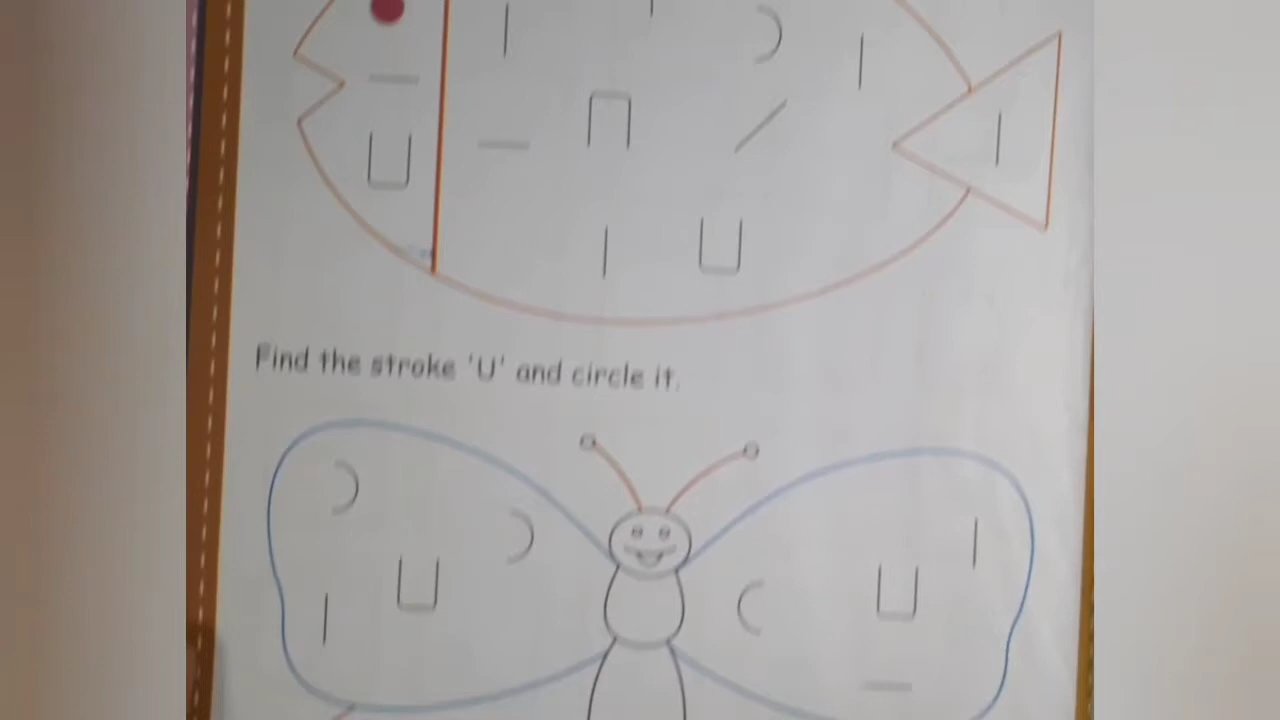 Find the stroke 'U' and circle it.